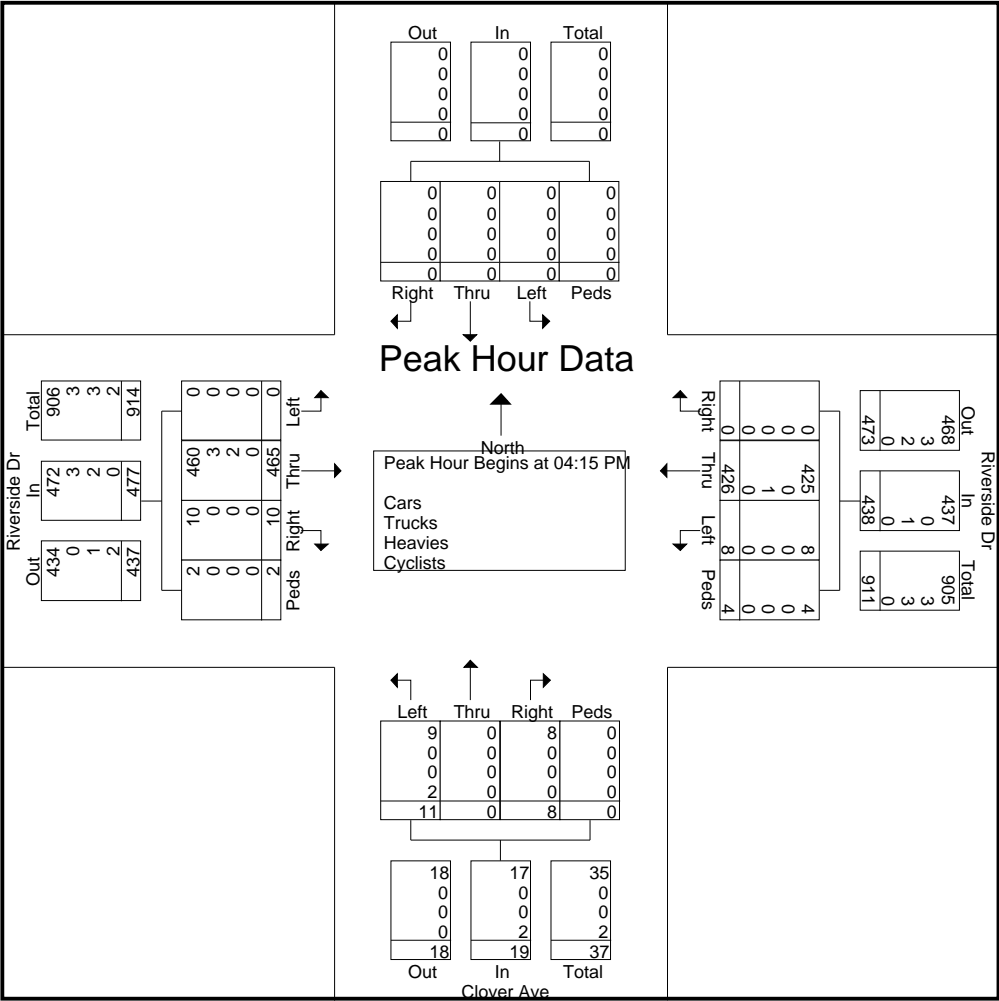 Out In Total
0 0 0
0 0 0
0 0 0
0 0 0
0 0 0
0 0 0 0
0 0 0 0
0 0 0 0
0 0 0 0
0 0 0 0
Right Thru Left Peds
Peak Hour Data
Riverside Dr
Total In Out
906 472 434
3 3 0
3 2 1
2 0 2
914 477 437
0 460 10 2
0 3 0 0
0 2 0 0
0 0 0 0
0 465 10 2
Left Thru Right Peds
North
Peak Hour Begins at 04:15 PM
Cars
Trucks
Heavies
Cyclists
Right Thru Left Peds
0 425 8 4
0 0 0 0
0 1 0 0
0 0 0 0
0 426 8 4
Riverside Dr
Out In Total
468 437 905
3 0 3
2 1 3
0 0 0
473 438 911
Left Thru Right Peds
9 0 8 0
0 0 0 0
0 0 0 0
2 0 0 0
11 0 8 0
18 17 35
0 0 0
0 0 0
0 2 2
18 19 37
Out In Total
Clover Ave